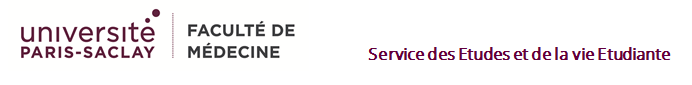 université
PARIS-SACLAY
FACULTÉ DE
MÉDECINE
Service des Etudes et de la vie Etudiante